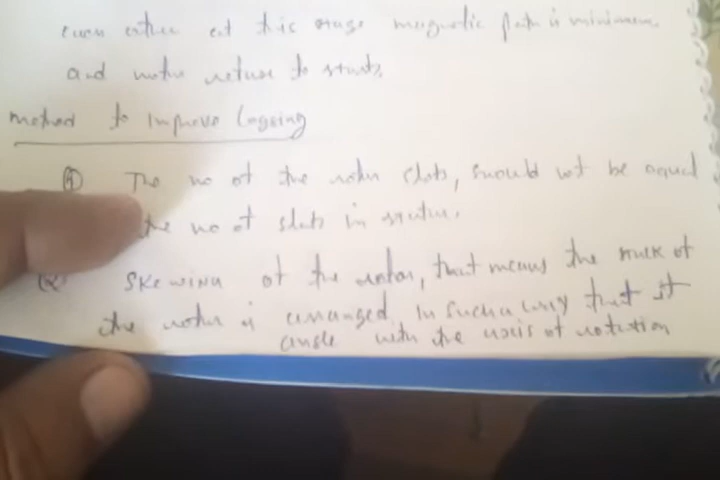 each other at this stage magnetic path is minimum
and motor refuse to start.
method to improve Cogging
① The no of the rotor slots, should not be equal
the no of slots in stator.
② SKEWING of the rotor, that means the stack of
the rotor is arranged in such a way that it
angle with the axis of rotation